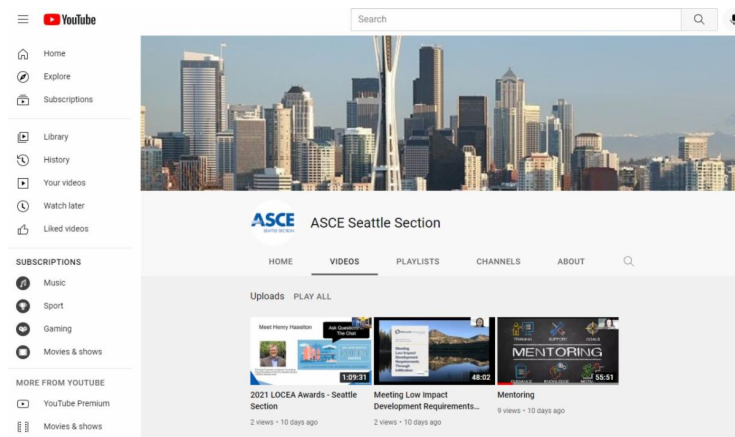 YouTube
Search
Home
Explore
Subscriptions
Library
History
Your videos
Watch later
Liked videos
SUBSCRIPTIONS
Music
Sport
Gaming
Movies & shows
MORE FROM YOUTUBE
YouTube Premium
Movies & shows
ASCE
SEATTLE SECTION
ASCE Seattle Section
HOME VIDEOS PLAYLISTS CHANNELS ABOUT
Uploads PLAY ALL
Meet Henry Haselton
Ask Questions
The Chat
1:09:31
2021 LOCEA Awards - Seattle
Section
2 views • 10 days ago
Meeting
Low Impact
Development
Requirements
Through
Infiltration
48:02
Meeting Low Impact
Development Requirements...
2 views • 10 days ago
TRAINING SUPPORT GOALS
MENTORING
55:51
Mentoring
9 views • 10 days ago